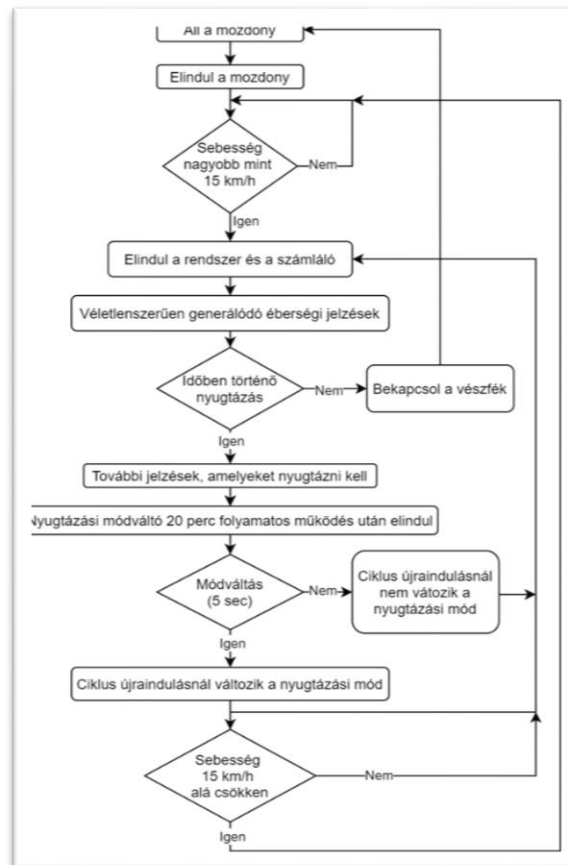 Áll a mozdony
Elindul a mozdony
Sebesség
nagyobb mint
15 km/h
Nem
Igen
Elindul a rendszer és a számláló
Véletlenszerűen generálódó éberségi jelzések
Időben történő
nyugtázás
Nem
Bekapcsol a vészfék
Igen
További jelzések, amelyeket nyugtázni kell
Nyugtázási módváltó 20 perc folyamatos működés után elindul
Módváltás
(5 sec)
Nem
Ciklus újraindulásnál
nem vátozik a
nyugtázási mód
Igen
Ciklus újraindulásnál változik a nyugtázási mód
Sebesség
15 km/h
alá csökken
Nem
Igen